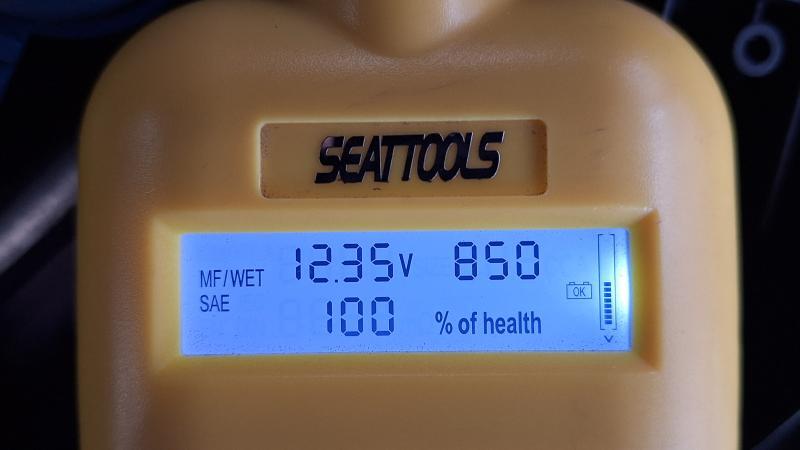 SEATTOOLS
MF/WET 12.35V 850
SAE 100 % of health
OK
V